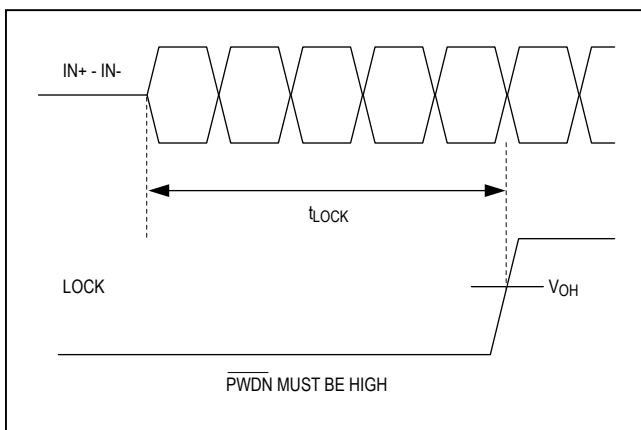 IN+ - IN-
tLOCK
LOCK
VOH
PWDN MUST BE HIGH